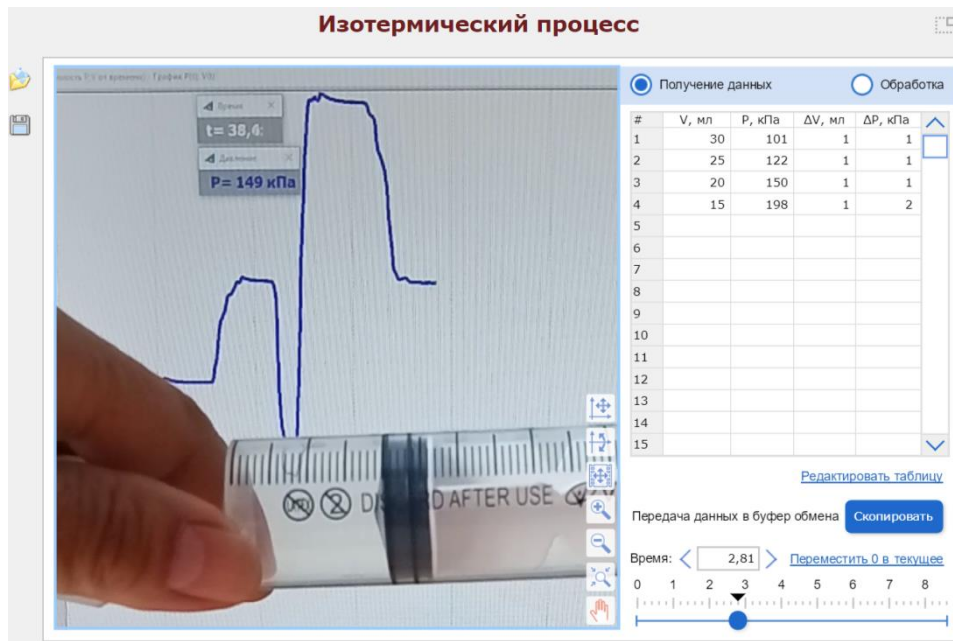 Изотермический процесс
Время
t= 38,6:
Давление
P= 149 кПа
DISCARD AFTER USE
Получение данных
Обработка
# V, мл P, кПа ΔV, мл ΔP, кПа
1 30 101 1 1
2 25 122 1 1
3 20 150 1 1
4 15 198 1 2
5
6
7
8
9
10
11
12
13
14
15
Редактировать таблицу
Передача данных в буфер обмена Скопировать
Время: 2,81 Переместить 0 в текущее
0 1 2 3 4 5 6 7 8